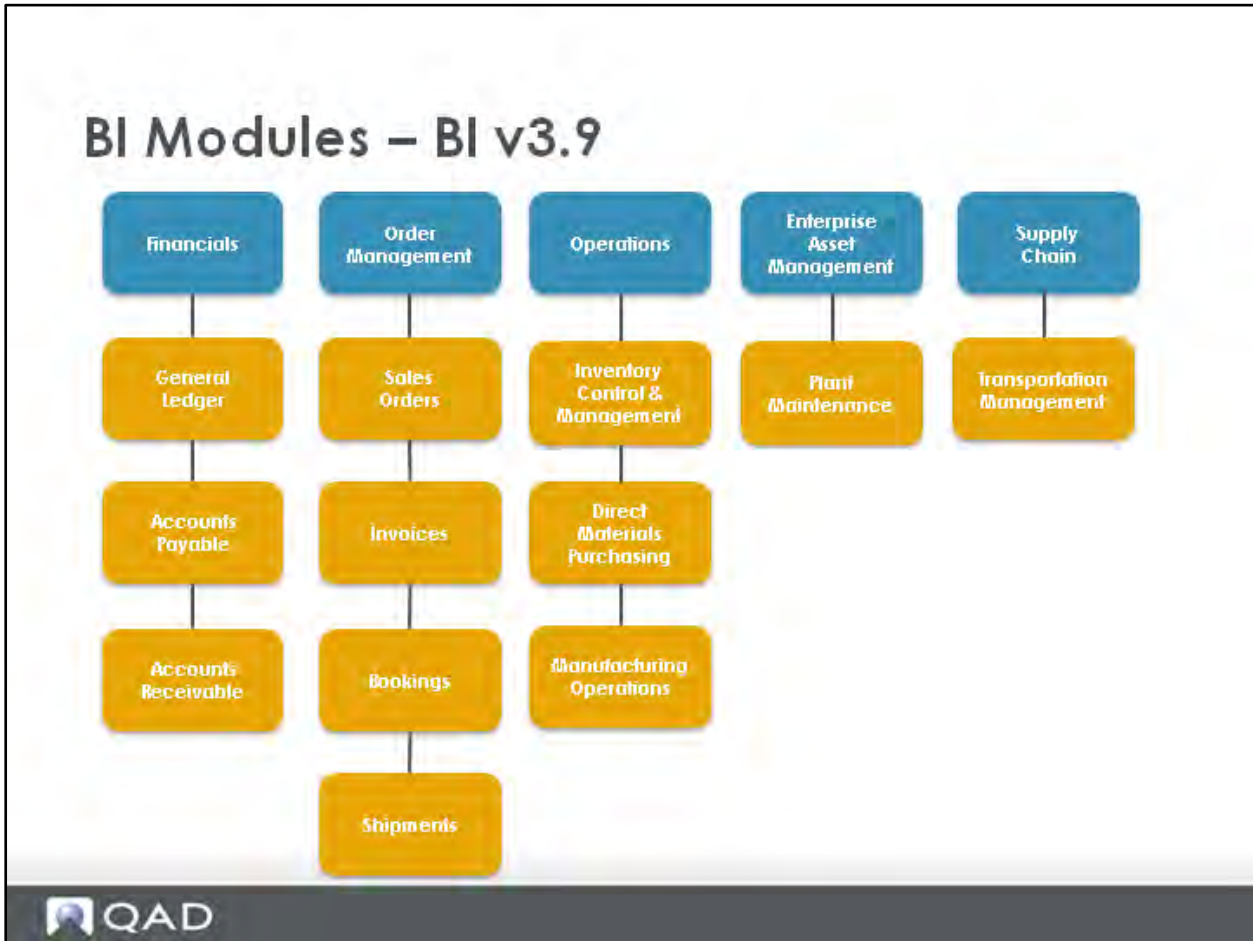 BI Modules – BI v3.9
Financials
Order
Management
Operations
Enterprise
Asset
Management
Supply
Chain
General
Ledger
Sales
Orders
Inventory
Control &
Management
Plant
Maintenance
Transportation
Management
Accounts
Payable
Invoices
Direct
Materials
Purchasing
Accounts
Receivable
Bookings
Manufacturing
Operations
Shipments
QAD